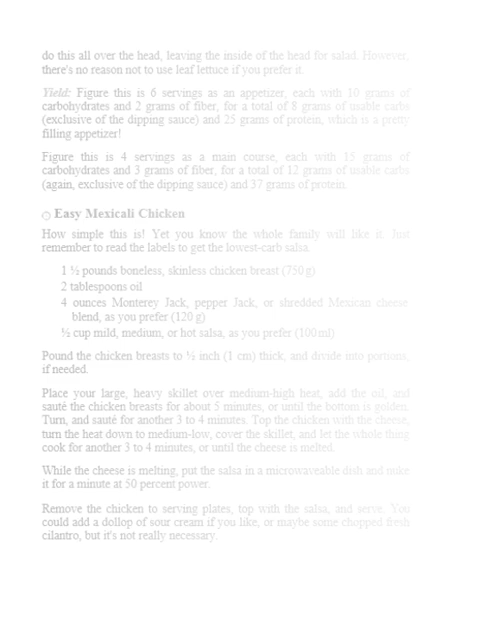 do this all over the head, leaving the inside of the head for salad. However,
there's no reason not to use leaf lettuce if you prefer it.
Yield: Figure this is 6 servings as an appetizer, each with 10 grams of
carbohydrates and 2 grams of fiber, for a total of 8 grams of usable carbs
(exclusive of the dipping sauce) and 25 grams of protein, which is a pretty
filling appetizer!
Figure this is 4 servings as a main course, each with 15 grams of
carbohydrates and 3 grams of fiber, for a total of 12 grams of usable carbs
(again, exclusive of the dipping sauce) and 37 grams of protein.
Easy Mexicali Chicken
How simple this is! Yet you know the whole family will like it. Just
remember to read the labels to get the lowest-carb salsa.
1 ½ pounds boneless, skinless chicken breast (750 g)
2 tablespoons oil
4 ounces Monterey Jack, pepper Jack, or shredded Mexican cheese
blend, as you prefer (120 g)
½ cup mild, medium, or hot salsa, as you prefer (100 ml)
Pound the chicken breasts to ½ inch (1 cm) thick, and divide into portions,
if needed.
Place your large, heavy skillet over medium-high heat, add the oil, and
sauté the chicken breasts for about 5 minutes, or until the bottom is golden.
Turn, and sauté for another 3 to 4 minutes. Top the chicken with the cheese,
turn the heat down to medium-low, cover the skillet, and let the whole thing
cook for another 3 to 4 minutes, or until the cheese is melted.
While the cheese is melting, put the salsa in a microwaveable dish and nuke
it for a minute at 50 percent power.
Remove the chicken to serving plates, top with the salsa, and serve. You
could add a dollop of sour cream if you like, or maybe some chopped fresh
cilantro, but it's not really necessary.